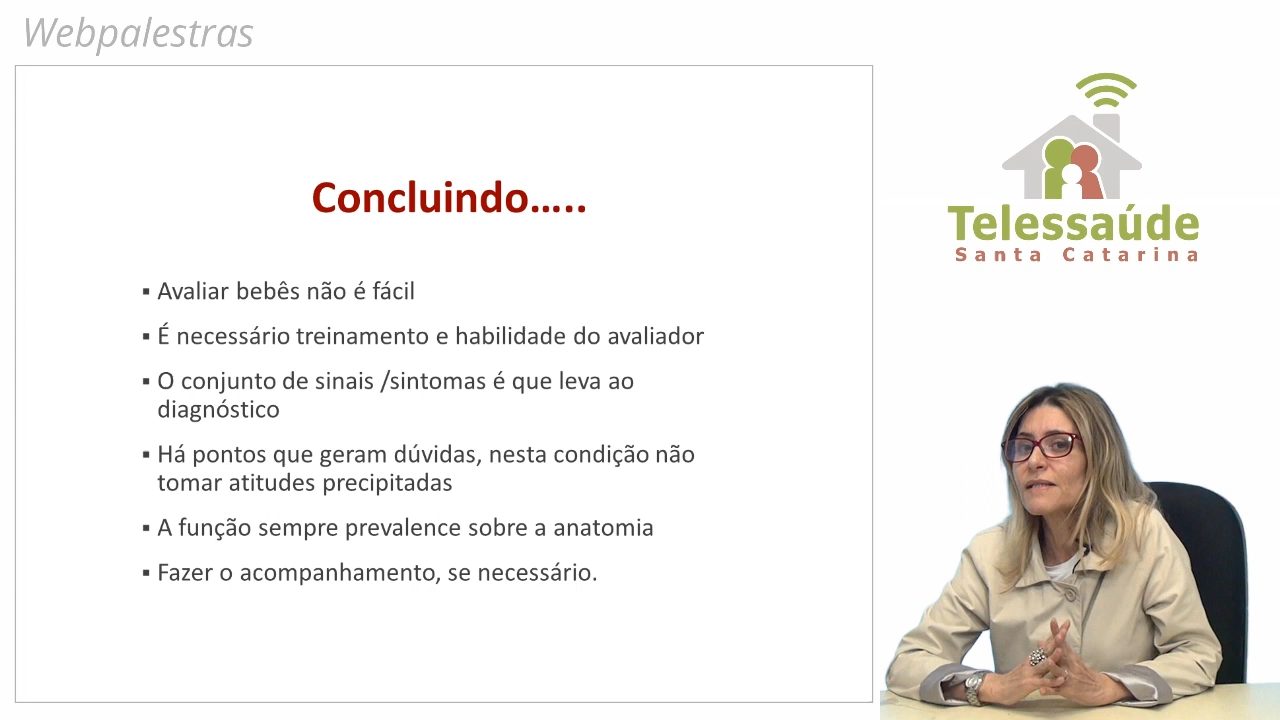 Webpalestras
Concluindo.....
▪ Avaliar bebês não é fácil
▪ É necessário treinamento e habilidade do avaliador
▪ O conjunto de sinais /sintomas é que leva ao
diagnóstico
▪ Há pontos que geram dúvidas, nesta condição não
tomar atitudes precipitadas
▪ A função sempre prevalence sobre a anatomia
▪ Fazer o acompanhamento, se necessário.
Telessaúde
Santa Catarina